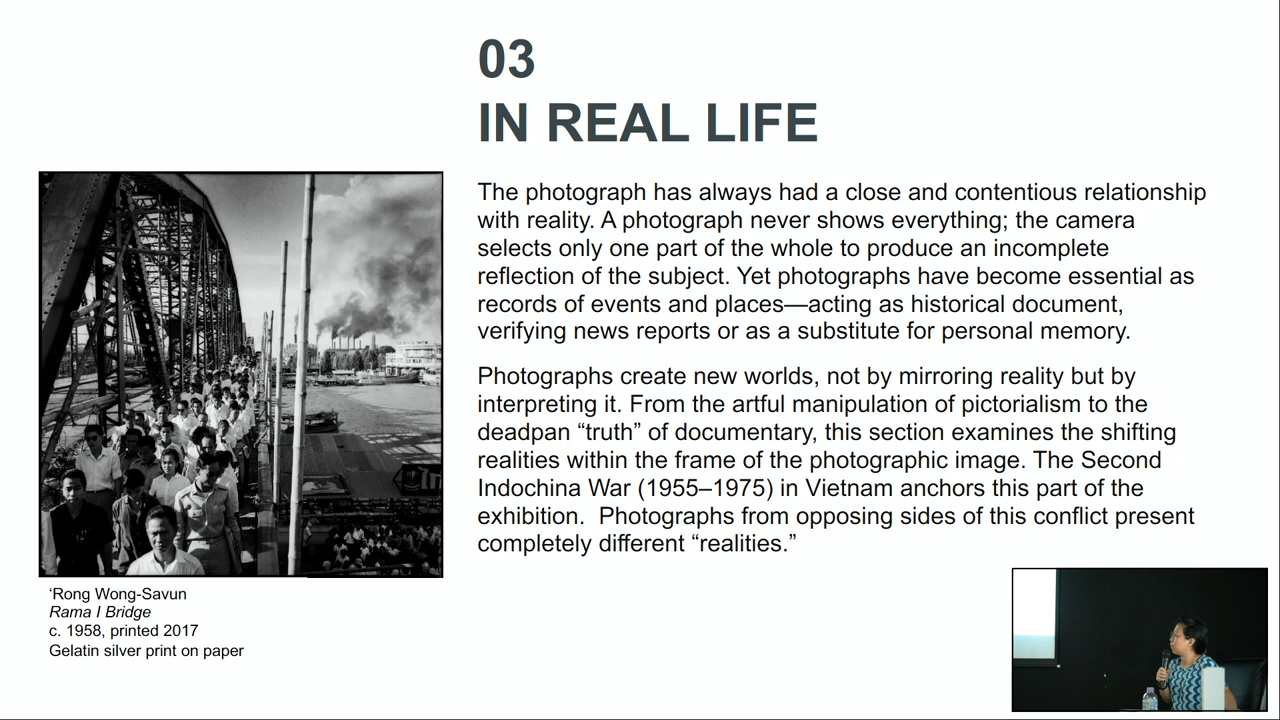 03
IN REAL LIFE
The photograph has always had a close and contentious relationship
with reality. A photograph never shows everything; the camera
selects only one part of the whole to produce an incomplete
reflection of the subject. Yet photographs have become essential as
records of events and places—acting as historical document,
verifying news reports or as a substitute for personal memory.
Photographs create new worlds, not by mirroring reality but by
interpreting it. From the artful manipulation of pictorialism to the
deadpan “truth” of documentary, this section examines the shifting
realities within the frame of the photographic image. The Second
Indochina War (1955–1975) in Vietnam anchors this part of the
exhibition.  Photographs from opposing sides of this conflict present
completely different “realities.”
‘Rong Wong-Savun
Rama I Bridge
c. 1958, printed 2017
Gelatin silver print on paper